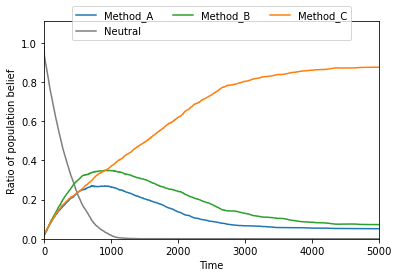 Method_A Method_B Method_C
Neutral
1.0
0.8
0.6
0.4
0.2
0.0
Ratio of population belief
0 1000 2000 3000 4000 5000
Time